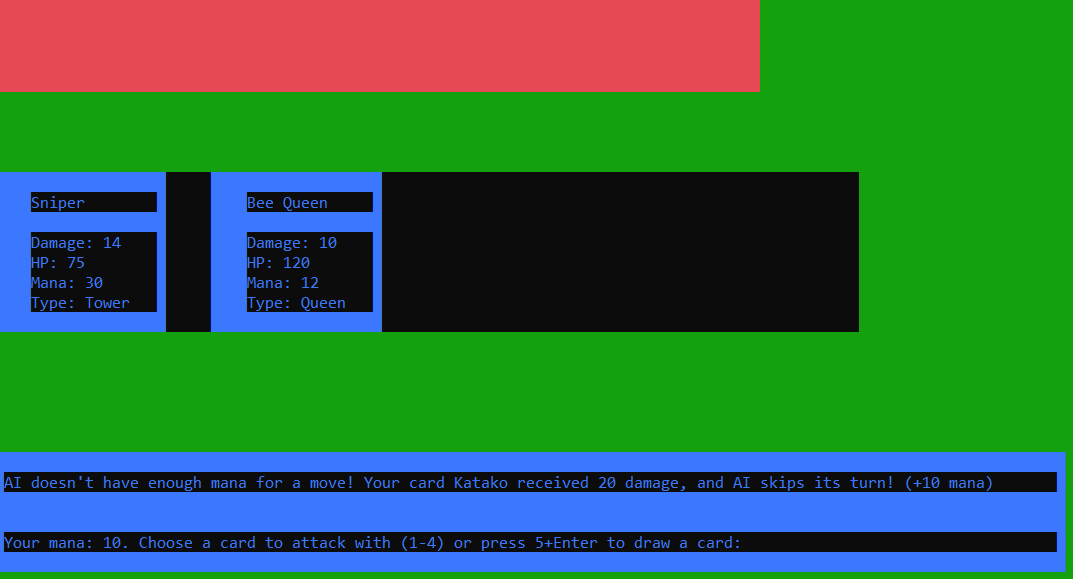 Sniper
Damage: 14
HP: 75
Mana: 30
Type: Tower
Bee Queen
Damage: 10
HP: 120
Mana: 12
Type: Queen
AI doesn't have enough mana for a move! Your card Katako received 20 damage, and AI skips its turn! (+10 mana)
Your mana: 10. Choose a card to attack with (1-4) or press 5+Enter to draw a card: